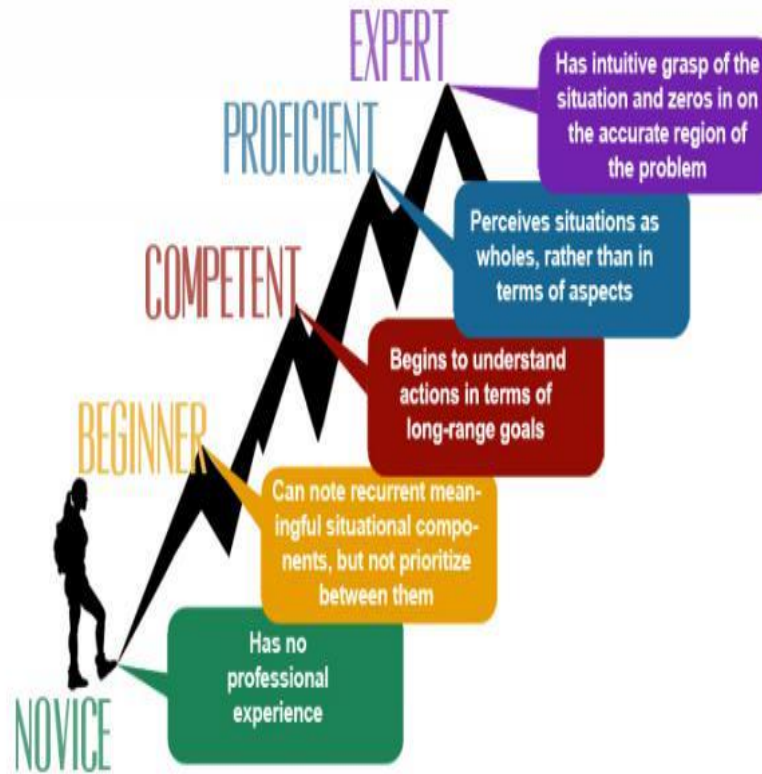 EXPERT
Has intuitive grasp of the
situation and zeros in on
the accurate region of
the problem
PROFICIENT
Perceives situations as
wholes, rather than in
terms of aspects
COMPETENT
Begins to understand
actions in terms of
long-range goals
BEGINNER
Can note recurrent mean-
ingful situational compo-
nents, but not prioritize
between them
Has no
professional
experience
NOVICE